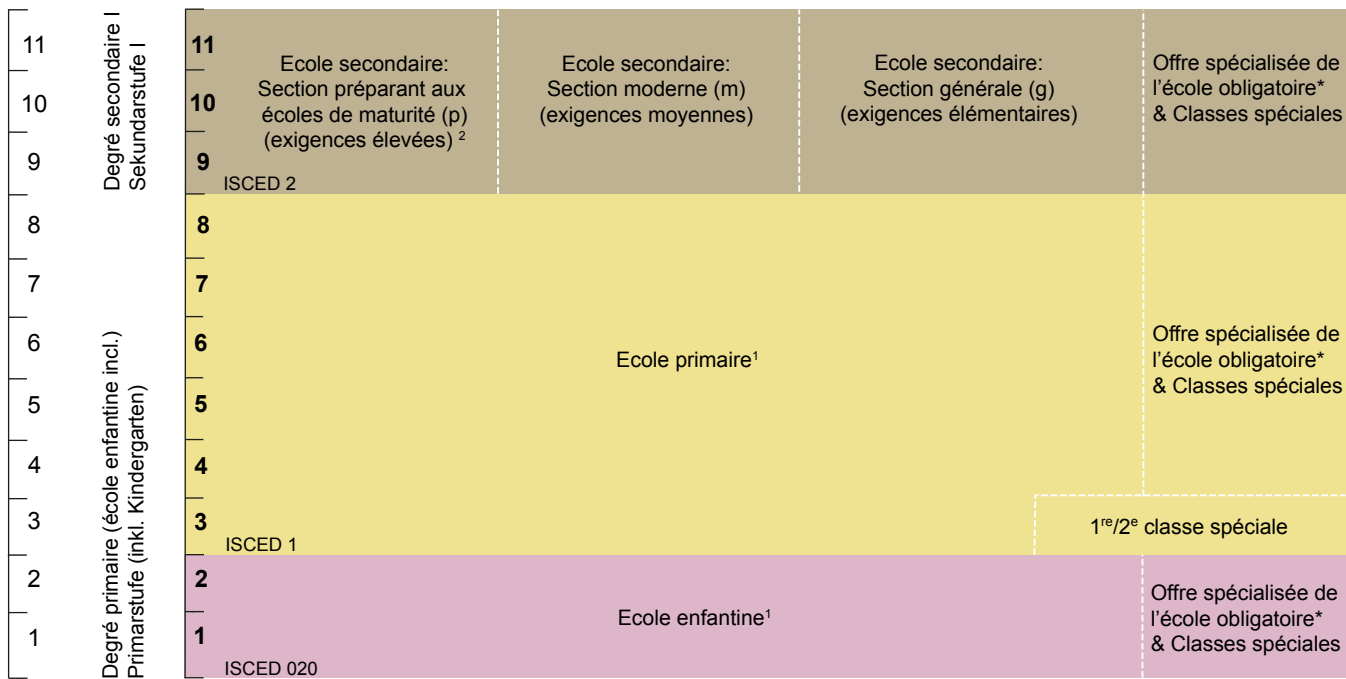 11
10
9
8
7
6
5
4
3
2
1
Degré secondaire I
Sekundarstufe I
Degré primaire (école enfantine incl.)
Primarstufe (inkl. Kindergarten)
11
10
9
8
7
6
5
4
3
2
1
Ecole secondaire:
Section préparant aux
écoles de maturité (p)
(exigences élevées) ²
Ecole secondaire:
Section moderne (m)
(exigences moyennes)
Ecole secondaire:
Section générale (g)
(exigences élémentaires)
Offre spécialisée de
l'école obligatoire*
& Classes spéciales
ISCED 2
Ecole primaire¹
Offre spécialisée de
l'école obligatoire*
& Classes spéciales
1ʳᵉ/2ᵉ classe spéciale
ISCED 1
Ecole enfantine¹
Offre spécialisée de
l'école obligatoire*
& Classes spéciales
ISCED 020